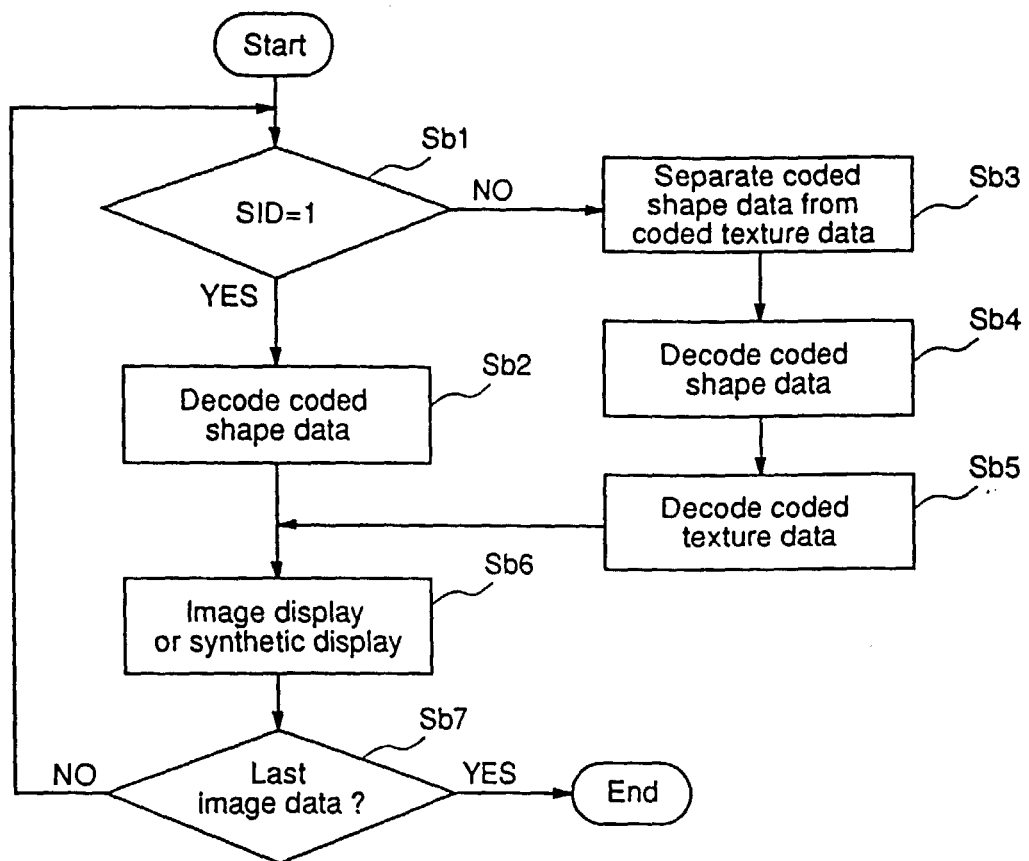 Start
Sb1
SID=1
NO
YES
Separate coded
shape data from
coded texture data
Sb3
Decode coded
shape data
Sb4
Decode coded
shape data
Sb2
Decode coded
texture data
Sb5
Image display
or synthetic display
Sb6
Last
image data ?
Sb7
NO
YES
End